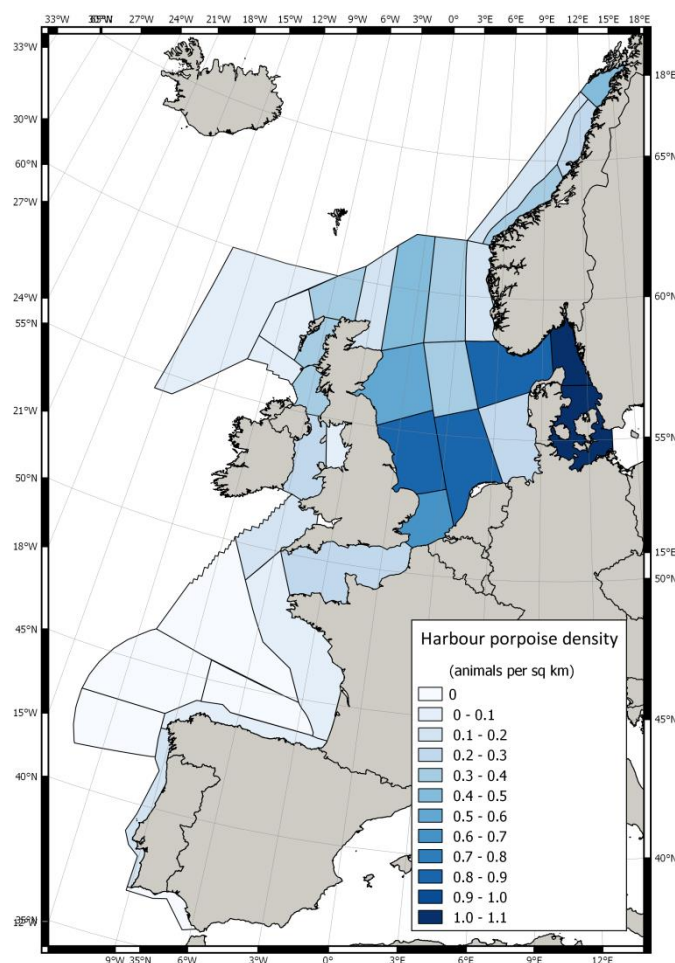 33°W 30°W 27°W 24°W 21°W 18°W 15°W 12°W 9°W 6°W 3°W 0° 3°E 6°E 9°E 12°E 15°E 18°E
33°W
18°E
30°W
60°N
65°N
27°W
24°W
60°N
55°N
21°W
55°N
50°N
18°W
15°E
50°N
45°N
15°W
45°N
40°N
40°N
12°W
9°W 35°N 6°W 0° 3°E 6°E 9°E 12°E
Harbour porpoise density
(animals per sq km)
0
0 - 0.1
0.1 - 0.2
0.2 - 0.3
0.3 - 0.4
0.4 - 0.5
0.5 - 0.6
0.6 - 0.7
0.7 - 0.8
0.8 - 0.9
0.9 - 1.0
1.0 - 1.1